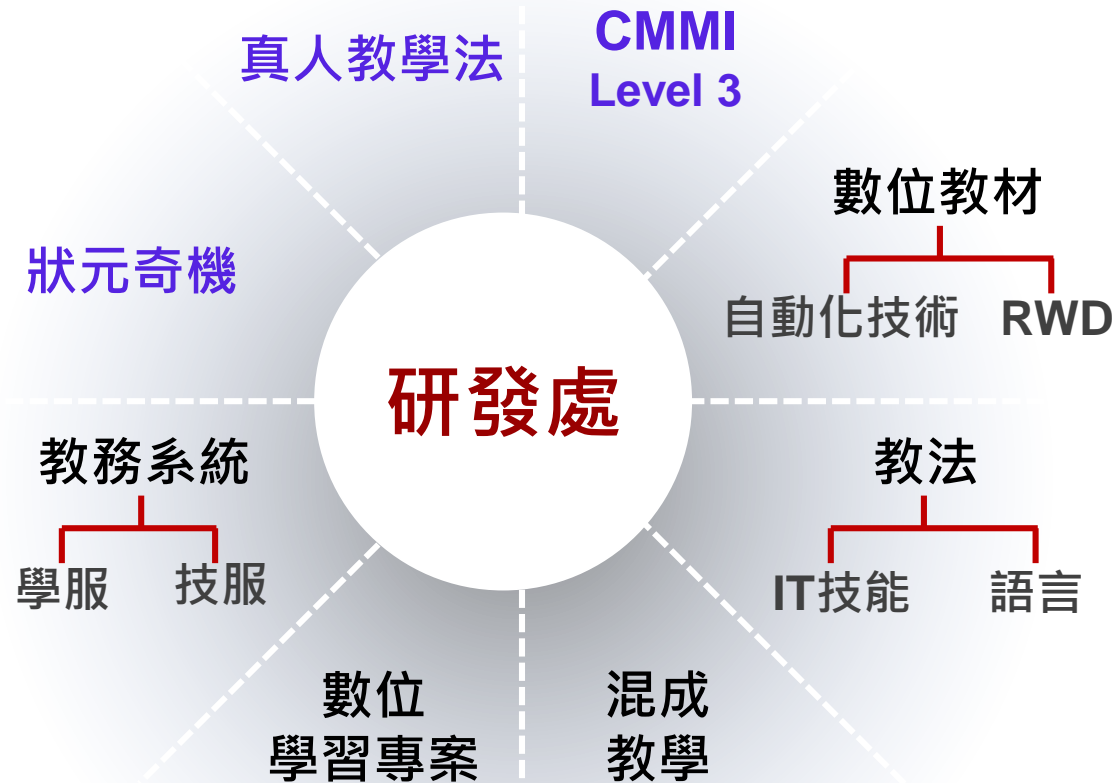 真人教學法
CMMI
Level 3
數位教材
自動化技術 RWD
狀元奇機
研發處
教務系統
學服 技服
教法
IT技能 語言
數位
學習專案
混成
教學